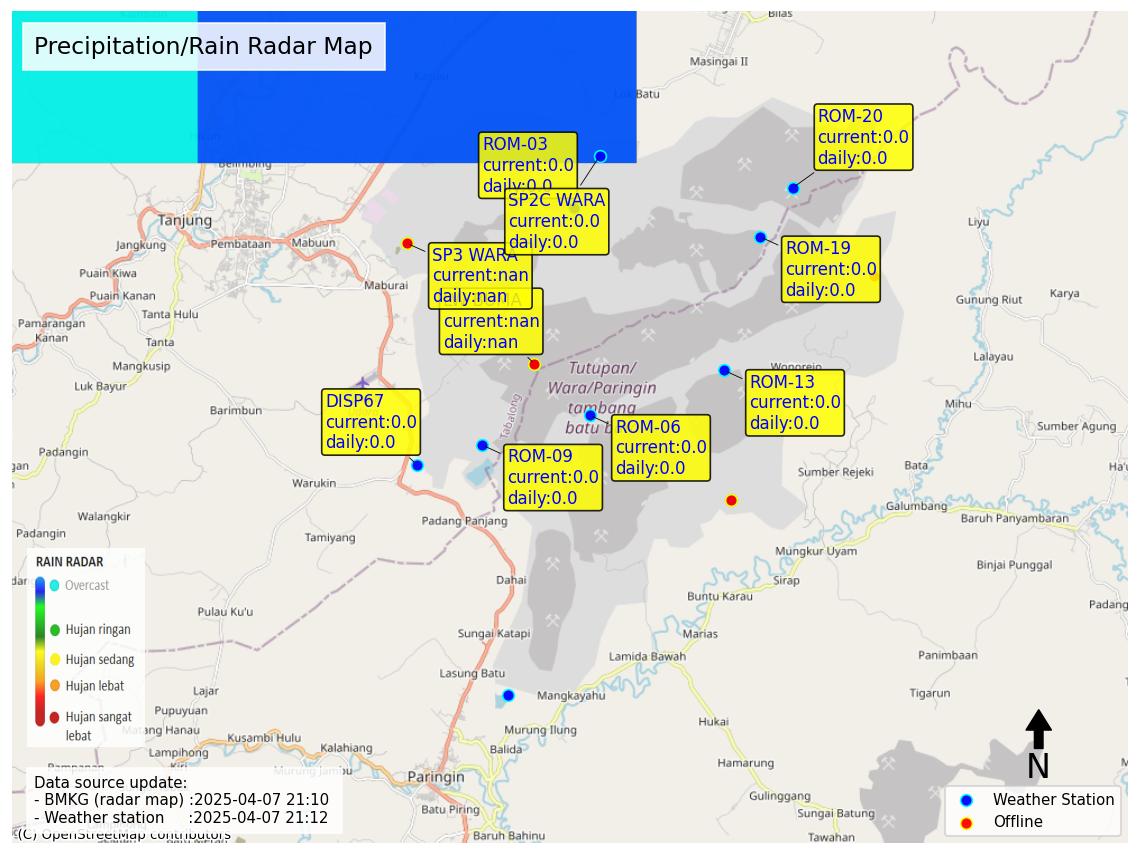 Precipitation/Rain Radar Map
Bilas
Masingai II
Batu
Belimbing
ROM-20
current:0.0
daily:0.0
ROM-03
current:0.0
daily:0.0
SP2C WARA
current:0.0
daily:0.0
Tanjung
Jangkung
Pembataan
Mabuun
Liyu
ROM-19
current:0.0
daily:0.0
SP3 WARA
current:nan
daily:nan
Puain Kiwa
Maburai
Puain Kanan
Karya
Gunung Riut
Tanta Hulu
current:nan
daily:nan
Pamarangan
Kanan
Tanta
Mangkusip
Lalayau
Wonorejo
Tutupan/
Wara/Paringin
tambang
batu
Luk Bayur
ROM-13
current:0.0
daily:0.0
DISP67
current:0.0
daily:0.0
Tabalong
Barimbun
Mihu
ROM-06
current:0.0
daily:0.0
Sumber Agung
ROM-09
current:0.0
daily:0.0
Padangin
Bata
Sumber Rejeki
Warukin
Galumbang
Walangkir
Padang Panjang
Baruh Panyambaran
Padangin
Tamiyang
Mungkur Uyam
Binjai Punggal
RAIN RADAR
Overcast
Hujan ringan
Hujan sedang
Hujan lebat
Hujan sangat
lebat
Dahai
Sirap
Buntu Karau
Padang
Pulau Ku'u
Sungai Katapi
Marias
Lamida Bawah
Panimbaan
Lasung Batu
Lajar
Mangkayahu
Tigarun
Pupuyuan
Matang Hanau
Murung Ilung
Hukai
Kusambi Hulu
Lampihong
Kiri
Kalahiang
Balida
Hamarung
Murung Jambu
Paringin
N
Gulinggang
Batu Piring
Sungai Batung
Baruh Bahinu
Tawahan
Data source update:
- BMKG (radar map) :2025-04-07 21:10
- Weather station :2025-04-07 21:12
(C) OpenStreetMap contributors
Weather Station
Offline